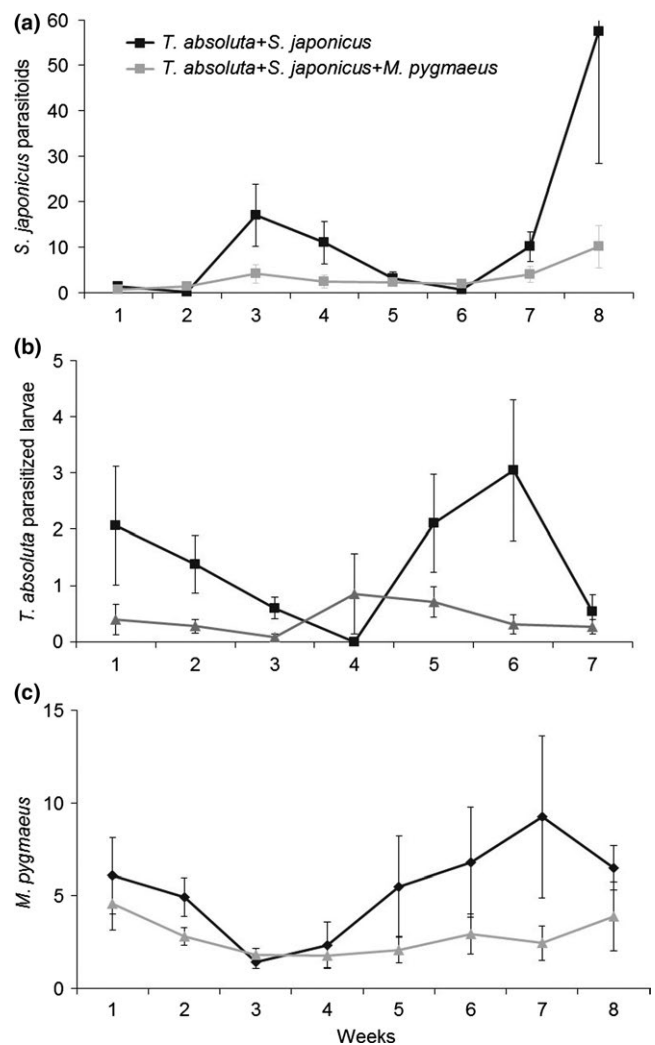 (a)
60
50
40
30
20
10
0
S. japonicus parasitoids
T. absoluta+S. japonicus
T. absoluta+S. japonicus+M. pygmaeus
1 2 3 4 5 6 7 8
(b)
5
4
3
2
1
0
T. absoluta parasitized larvae
1 2 3 4 5 6 7
(c)
15
10
5
0
M. pygmaeus
1 2 3 4 5 6 7 8
Weeks